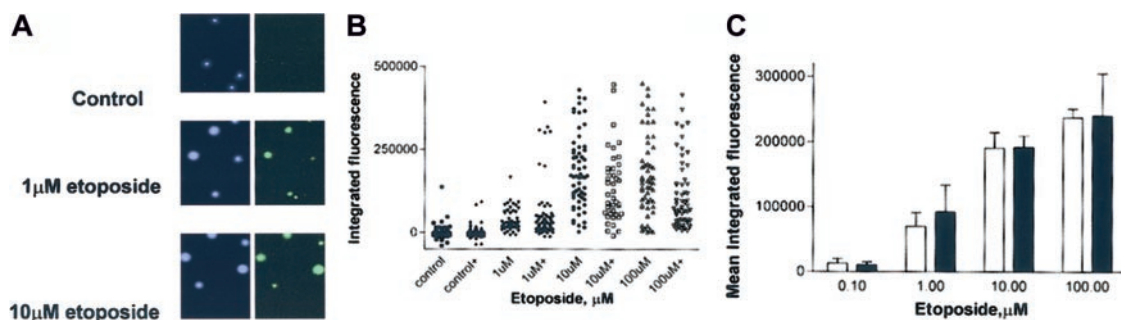 A
Control
1μM etoposide
10μM etoposide
B
Integrated fluorescence
500000
250000
0
control
control+
1uM
1uM+
10uM
10uM+
100uM
100uM+
Etoposide, μM
C
Mean Integrated fluorescence
300000
200000
100000
0
0.10
1.00
10.00
100.00
Etoposide,μM